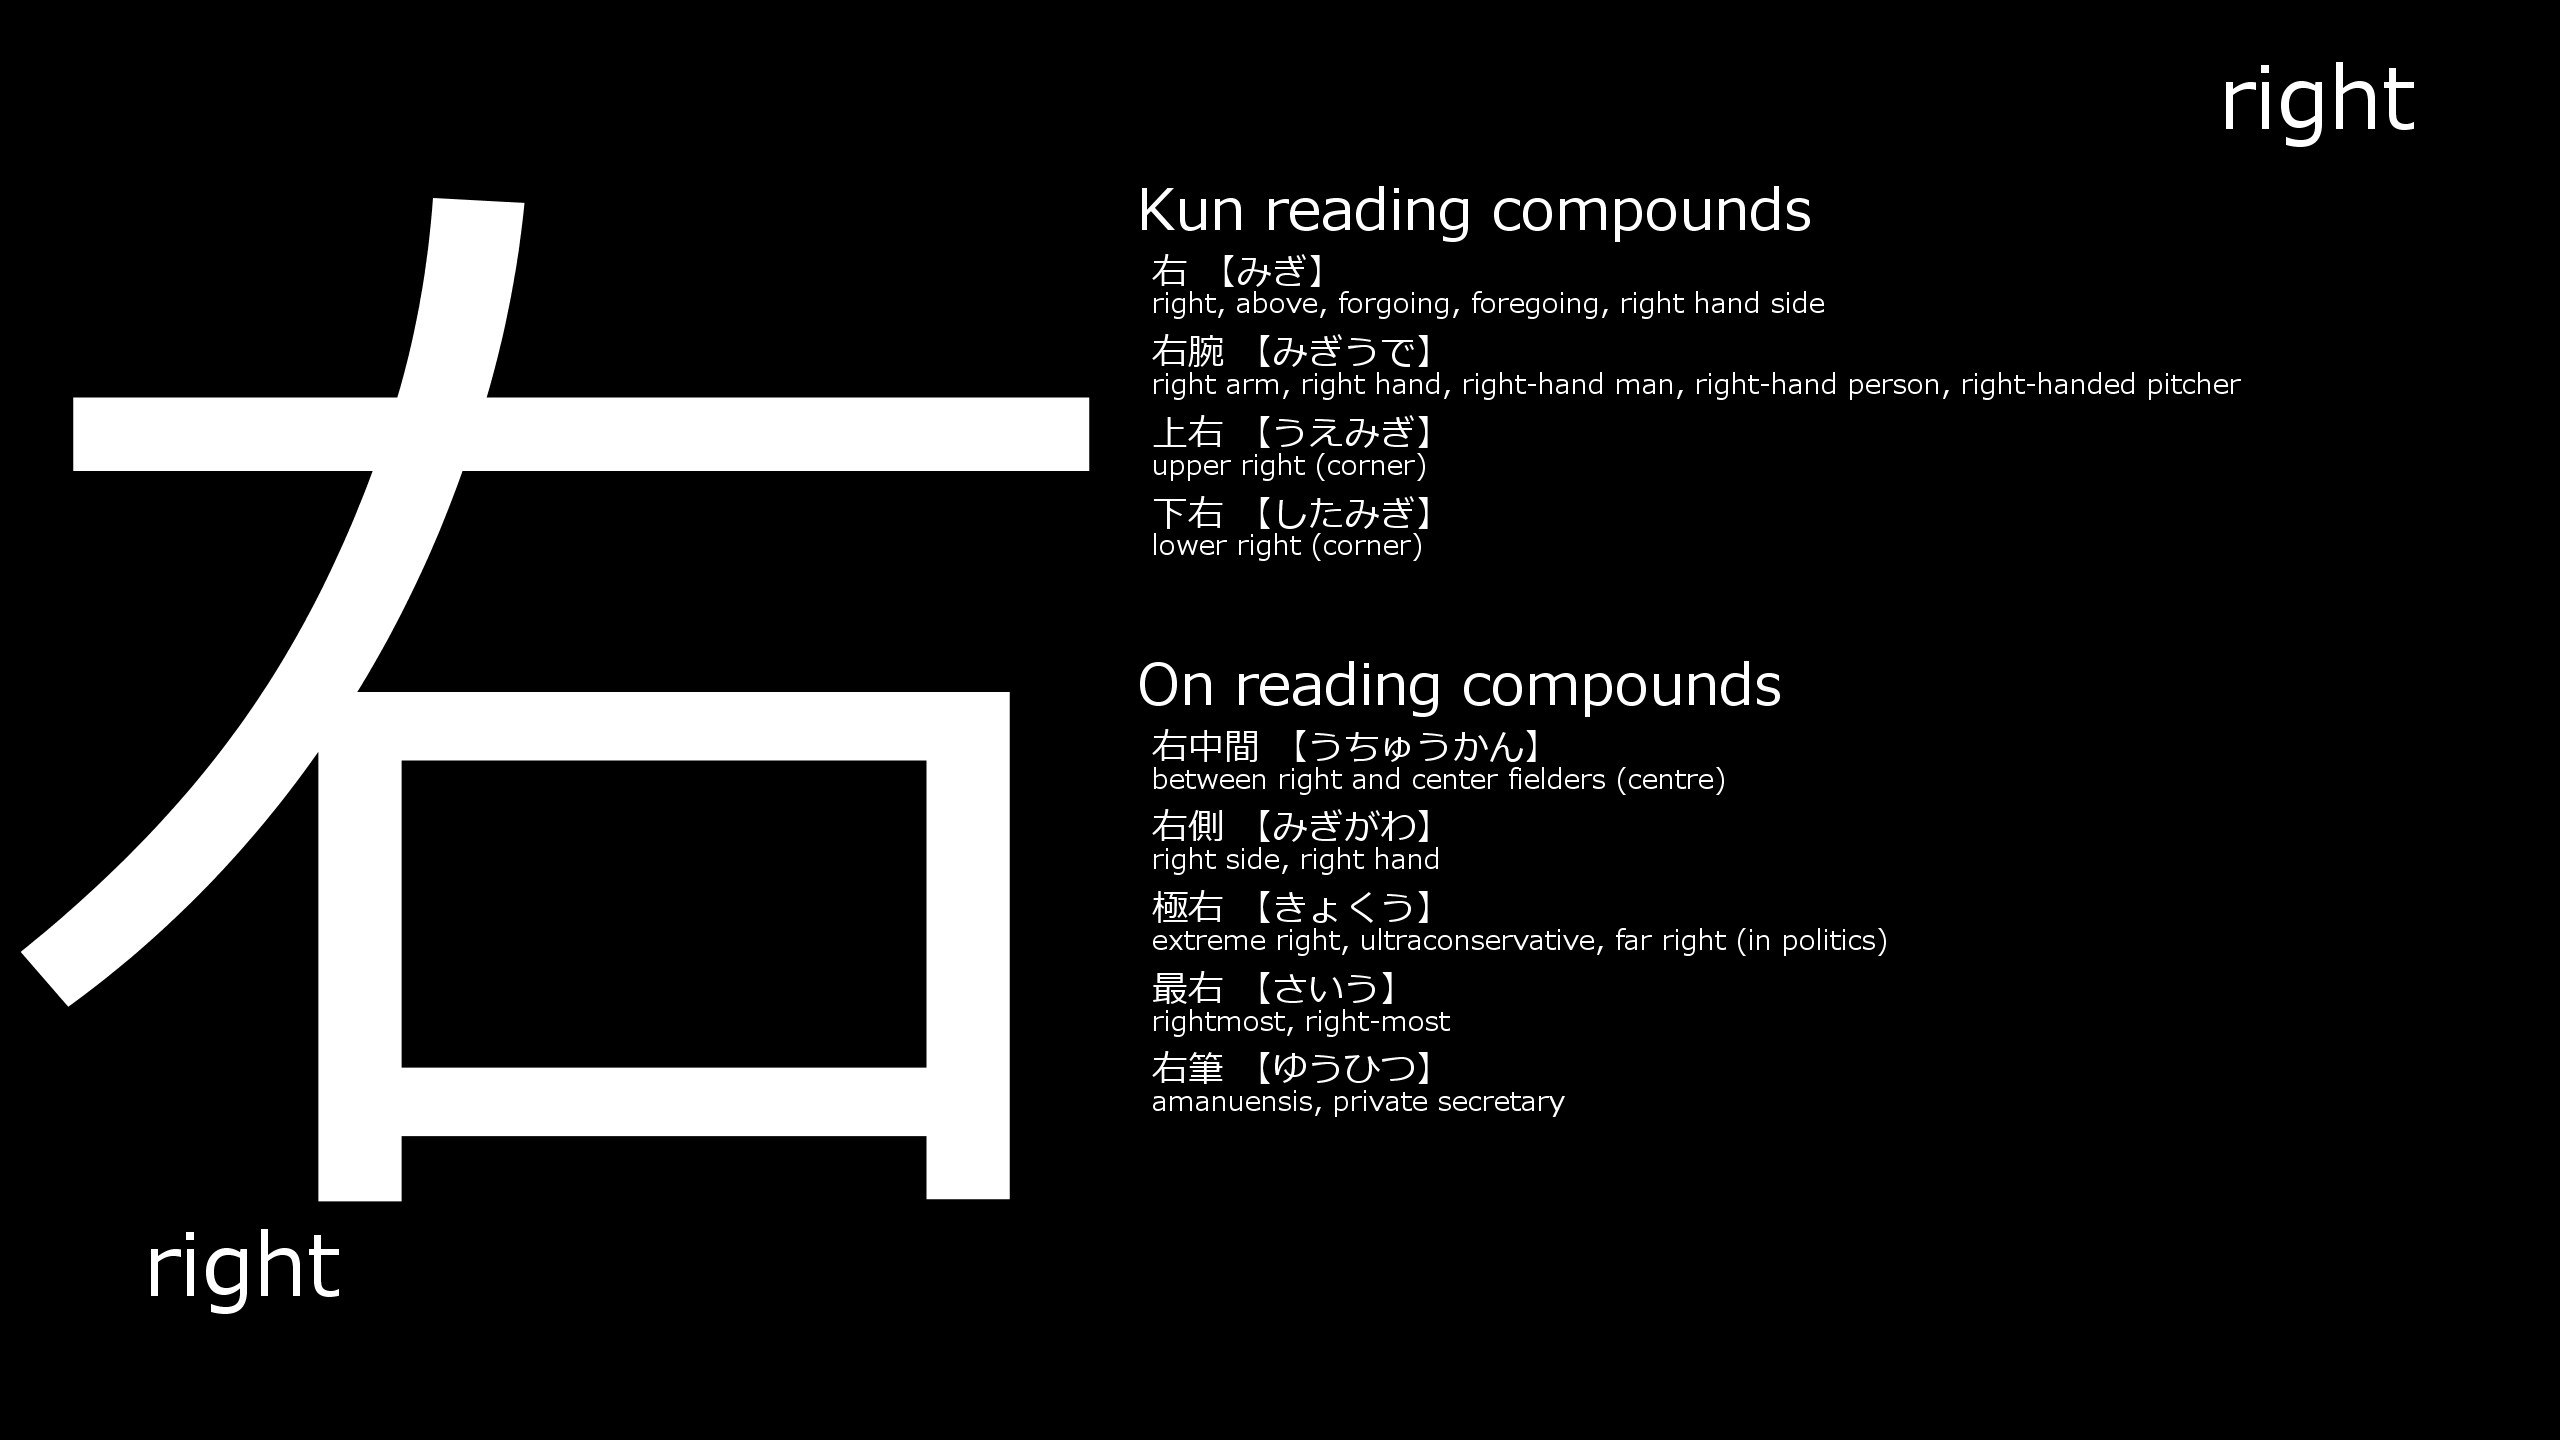 right
右
Kun reading compounds
右 【みぎ】
right, above, forgoing, foregoing, right hand side
右腕 【みぎうで】
right arm, right hand, right-hand man, right-hand person, right-handed pitcher
上右 【うえみぎ】
upper right (corner)
下右 【したみぎ】
lower right (corner)
On reading compounds
右中間 【うちゅうかん】
between right and center fielders (centre)
右側 【みぎがわ】
right side, right hand
極右 【きょくう】
extreme right, ultraconservative, far right (in politics)
最右 【さいう】
rightmost, right-most
右筆 【ゆうひつ】
amanuensis, private secretary
right